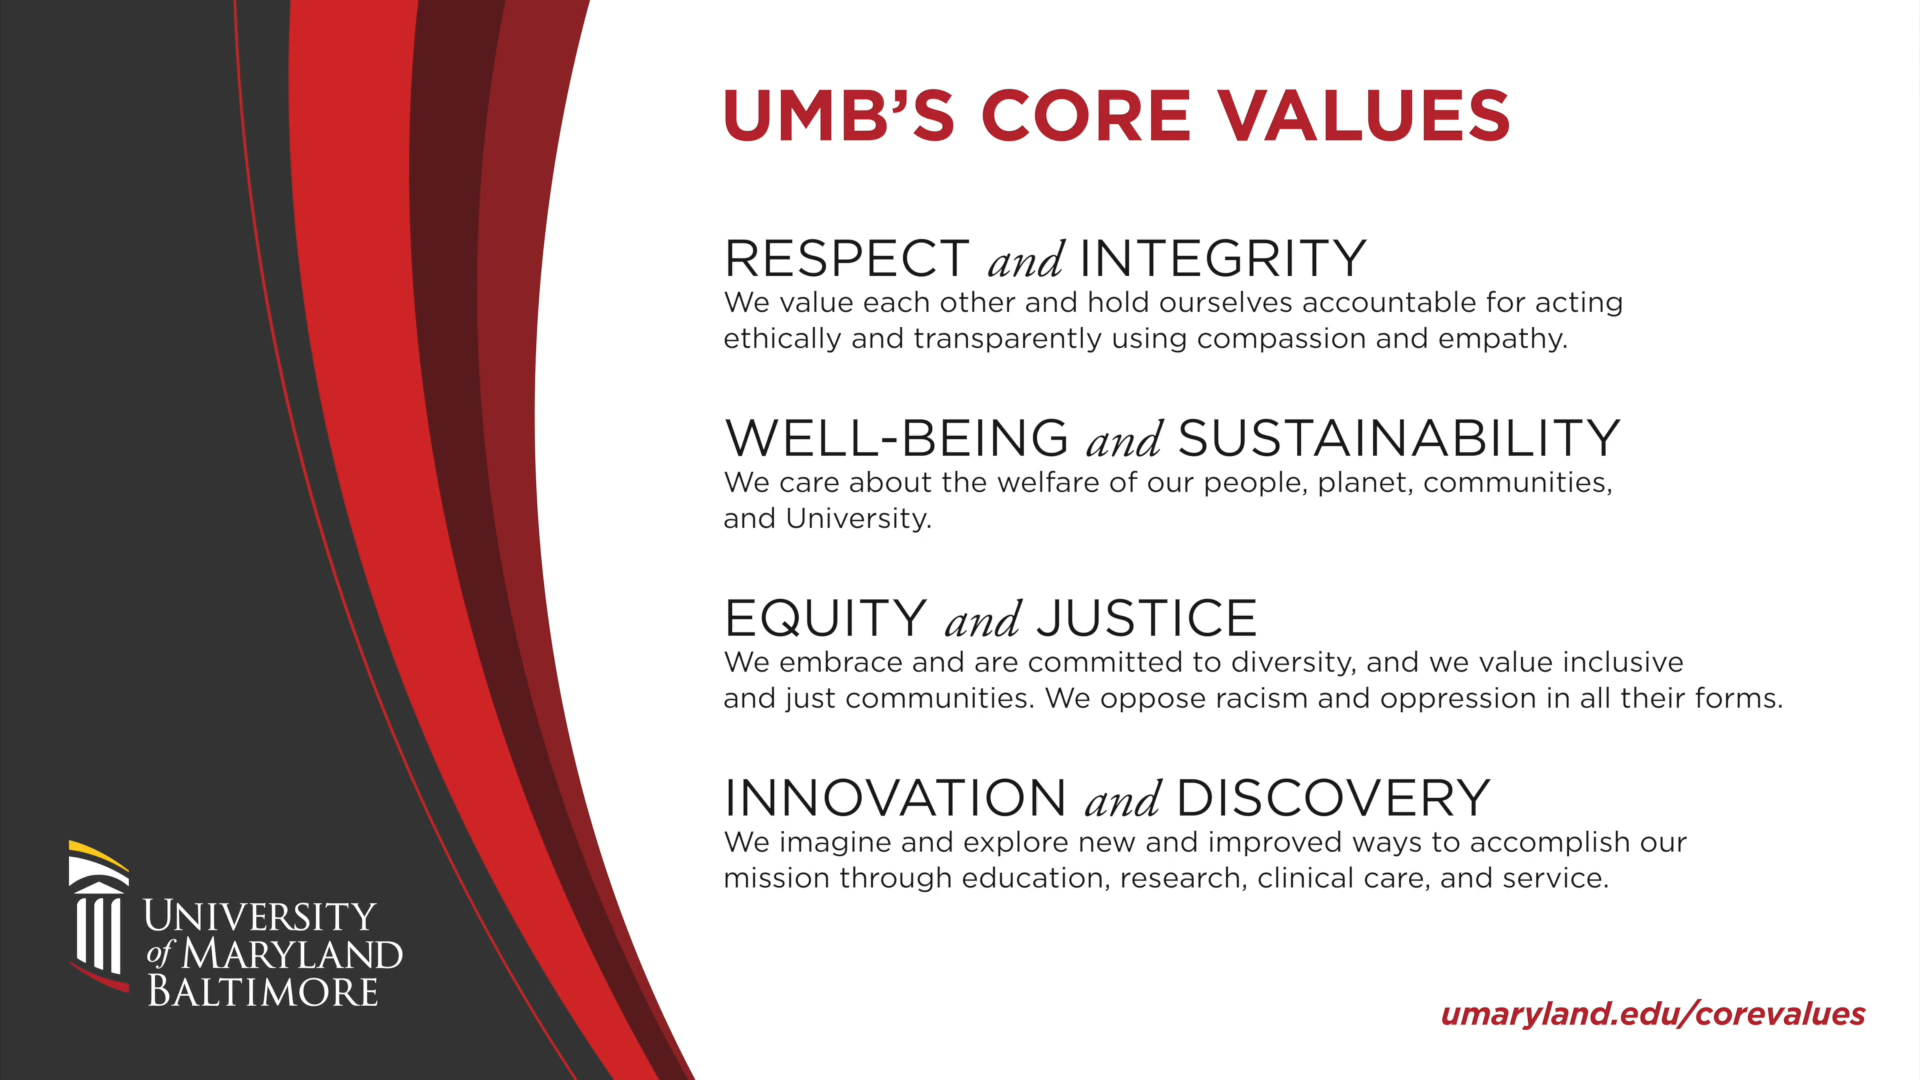 UMB'S CORE VALUES
RESPECT and INTEGRITY
We value each other and hold ourselves accountable for acting
ethically and transparently using compassion and empathy.
WELL-BEING and SUSTAINABILITY
We care about the welfare of our people, planet, communities,
and University.
EQUITY and JUSTICE
We embrace and are committed to diversity, and we value inclusive
and just communities. We oppose racism and oppression in all their forms.
INNOVATION and DISCOVERY
We imagine and explore new and improved ways to accomplish our
mission through education, research, clinical care, and service.
UNIVERSITY
of MARYLAND
BALTIMORE
umaryland.edu/corevalues